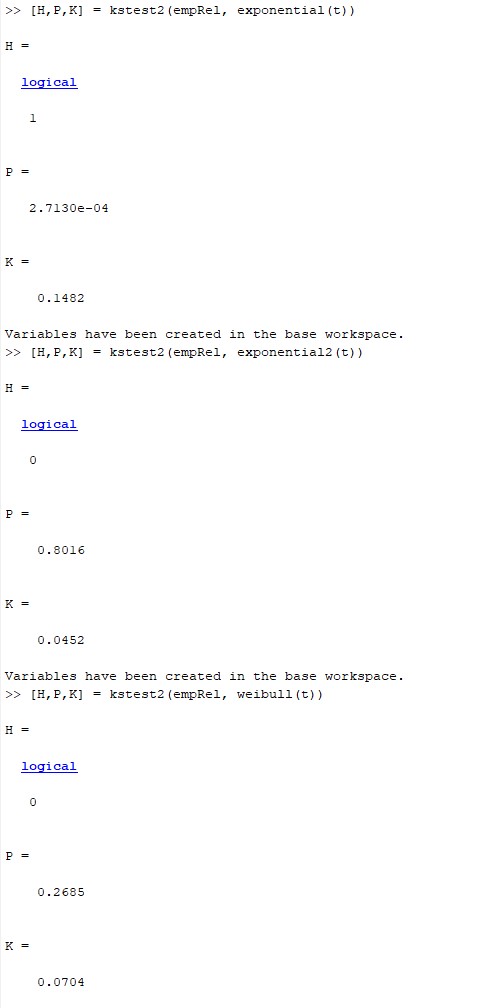 >> [H,P,K] = kstest2(empRel, exponential(t))
H =
logical
1
P =
2.7130e-04
K =
0.1482
Variables have been created in the base workspace.
>> [H,P,K] = kstest2(empRel, exponential2(t))
H =
logical
0
P =
0.8016
K =
0.0452
Variables have been created in the base workspace.
>> [H,P,K] = kstest2(empRel, weibull(t))
H =
logical
0
P =
0.2685
K =
0.0704